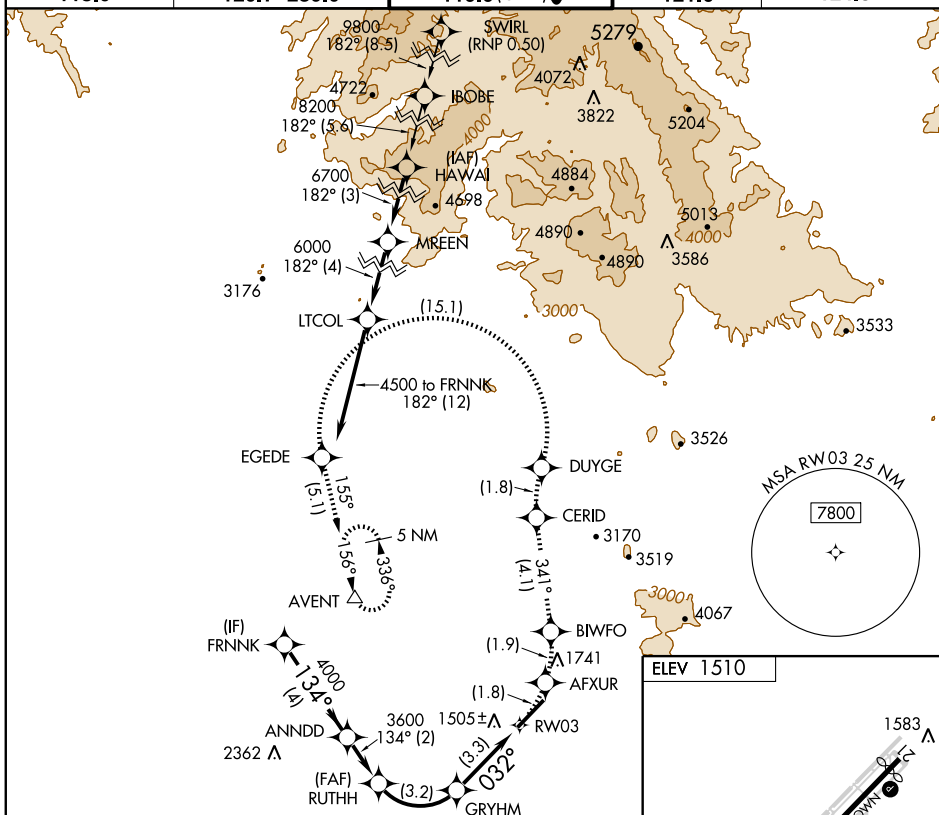 9800
182° (8.5)
SWIRL
(RNP 0.50)
5279
4072
3822
4722
IBOBE
8200
182° (5.6)
4000
5204
(IAF)
HAWAI
6700
182° (3)
4698
4884
5013
4000
4890
4890
3586
MREEN
6000
182° (4)
3176
3000
LTCOL
(15.1)
3533
4500 to FRNNK
182° (12)
3526
EGEDE
DUYGE
(1.8)
MSA RW03 25 NM
7800
155°
(5.1)
CERID
3170
3519
5 NM
156°
336°
341°
(4.1)
AVENT
3000
4067
(IF)
FRNNK
BIWFO
(1.9)
1741
4000
134°
(4)
AFXUR
(1.8)
ELEV 1510
ANNDD
3600
134° (2)
1505±
RW03
1583
2362
(3.3)
032°
(FAF)
RUTHH
(3.2)
GRYHM
21
OWN
P